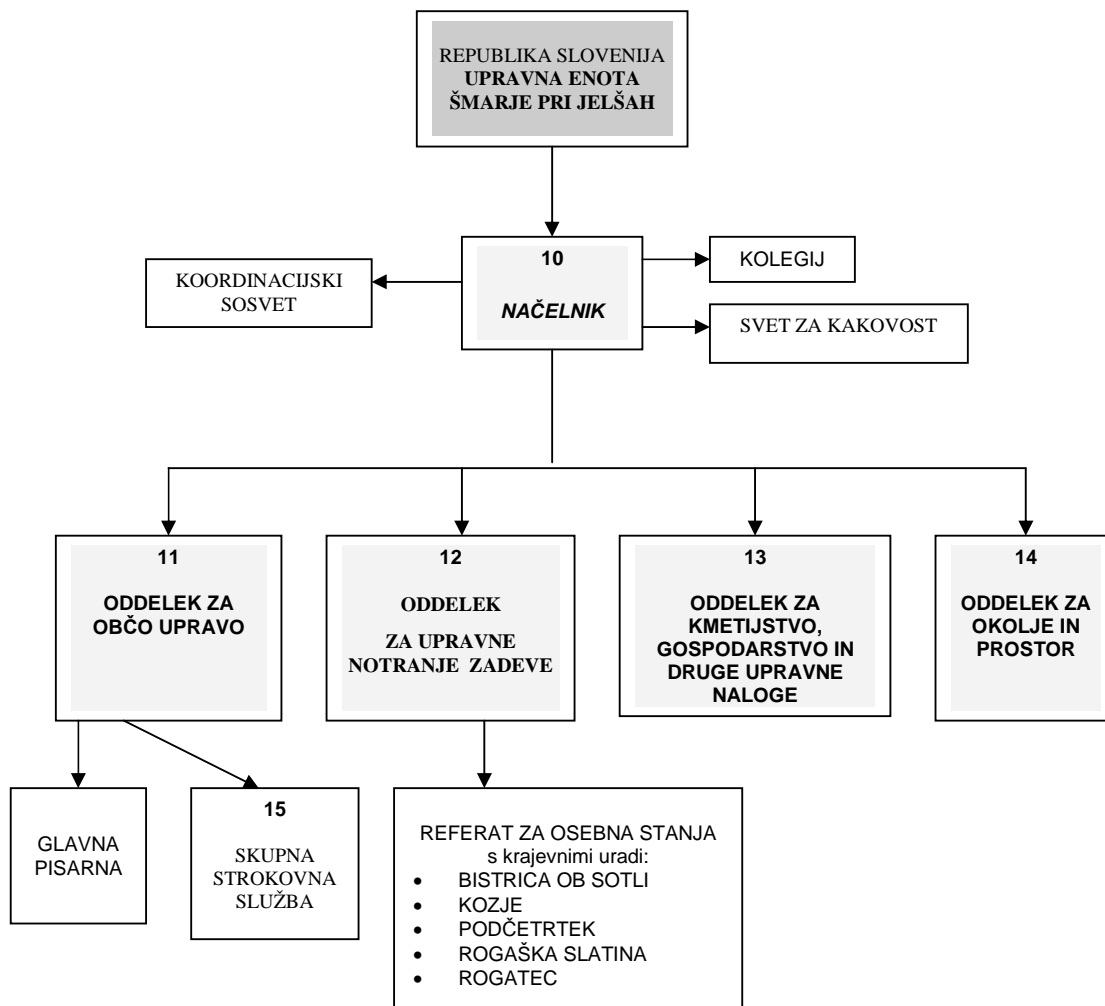 REPUBLIKA SLOVENIJA
UPRAVNA ENOTA
ŠMARJE PRI JELŠAH
10
NAČELNIK
KOORDINACIJSKI
SOSVET
KOLEGIJ
SVET ZA KAKOVOST
11
ODDELEK ZA
OBČO UPRAVO
12
ODDELEK
ZA UPRAVNE
NOTRANJE ZADEVE
13
ODDELEK ZA
KMETIJSTVO,
GOSPODARSTVO IN
DRUGE UPRAVNE
NALOGE
14
ODDELEK ZA
OKOLJE IN
PROSTOR
GLAVNA
PISARNA
15
SKUPNA
STROKOVNA
SLUŽBA
REFERAT ZA OSEBNA STANJA
s krajevnimi uradi:
• BISTRICA OB SOTLI
• KOZJE
• PODČETRTEK
• ROGAŠKA SLATINA
• ROGATEC